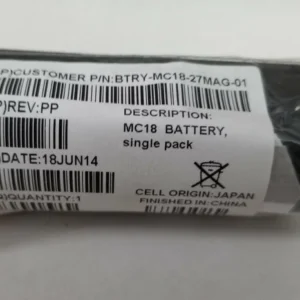 P)CUSTOMER P/N:BTRY-MC18-27MAG-01
P)REV:PP
DESCRIPTION:
MC18 BATTERY,
single pack
)DATE:18JUN14
CELL ORIGIN:JAPAN
FINISHED IN:CHINA
Q)QUANTITY:1